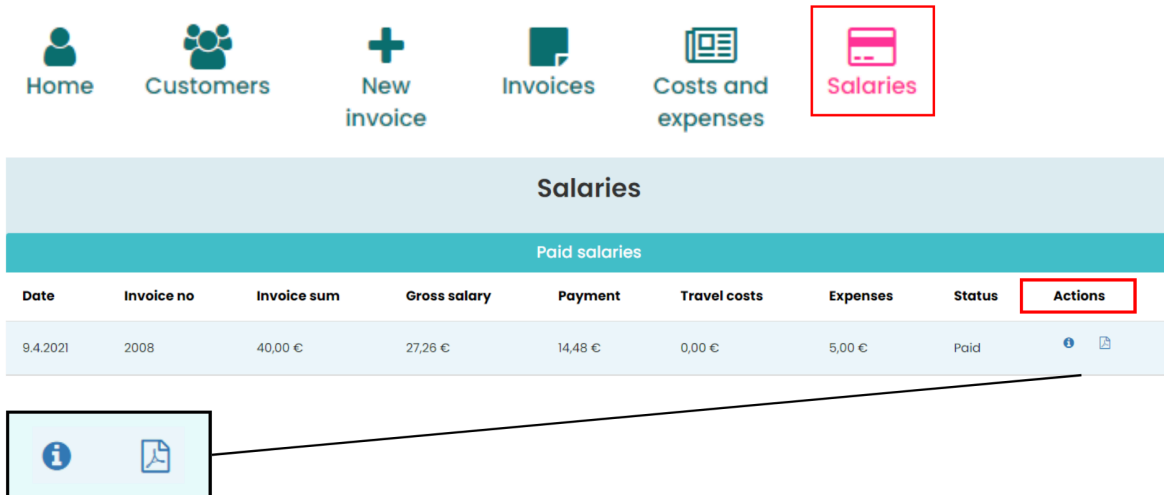 Home Customers New Invoices Costs and Salaries
invoice expenses
Salaries
Paid salaries
Date Invoice no Invoice sum Gross salary Payment Travel costs Expenses Status Actions
9.4.2021 2008 40,00 € 27,26 € 14,48 € 0,00 € 5,00 € Paid